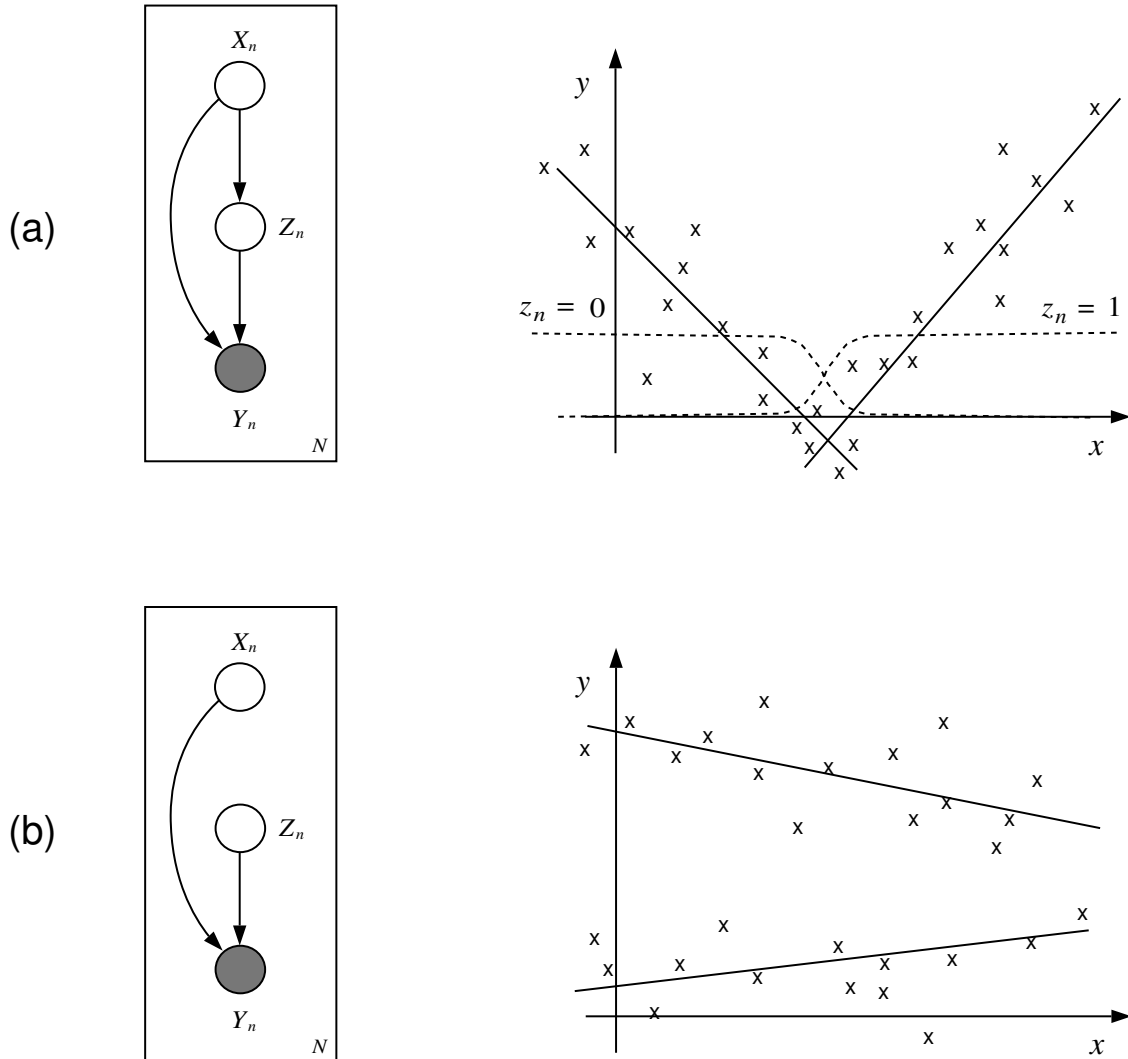 (a)
X_n
Z_n
Y_n
N
y
z_n = 0
z_n = 1
x
(b)
X_n
Z_n
Y_n
N
y
x